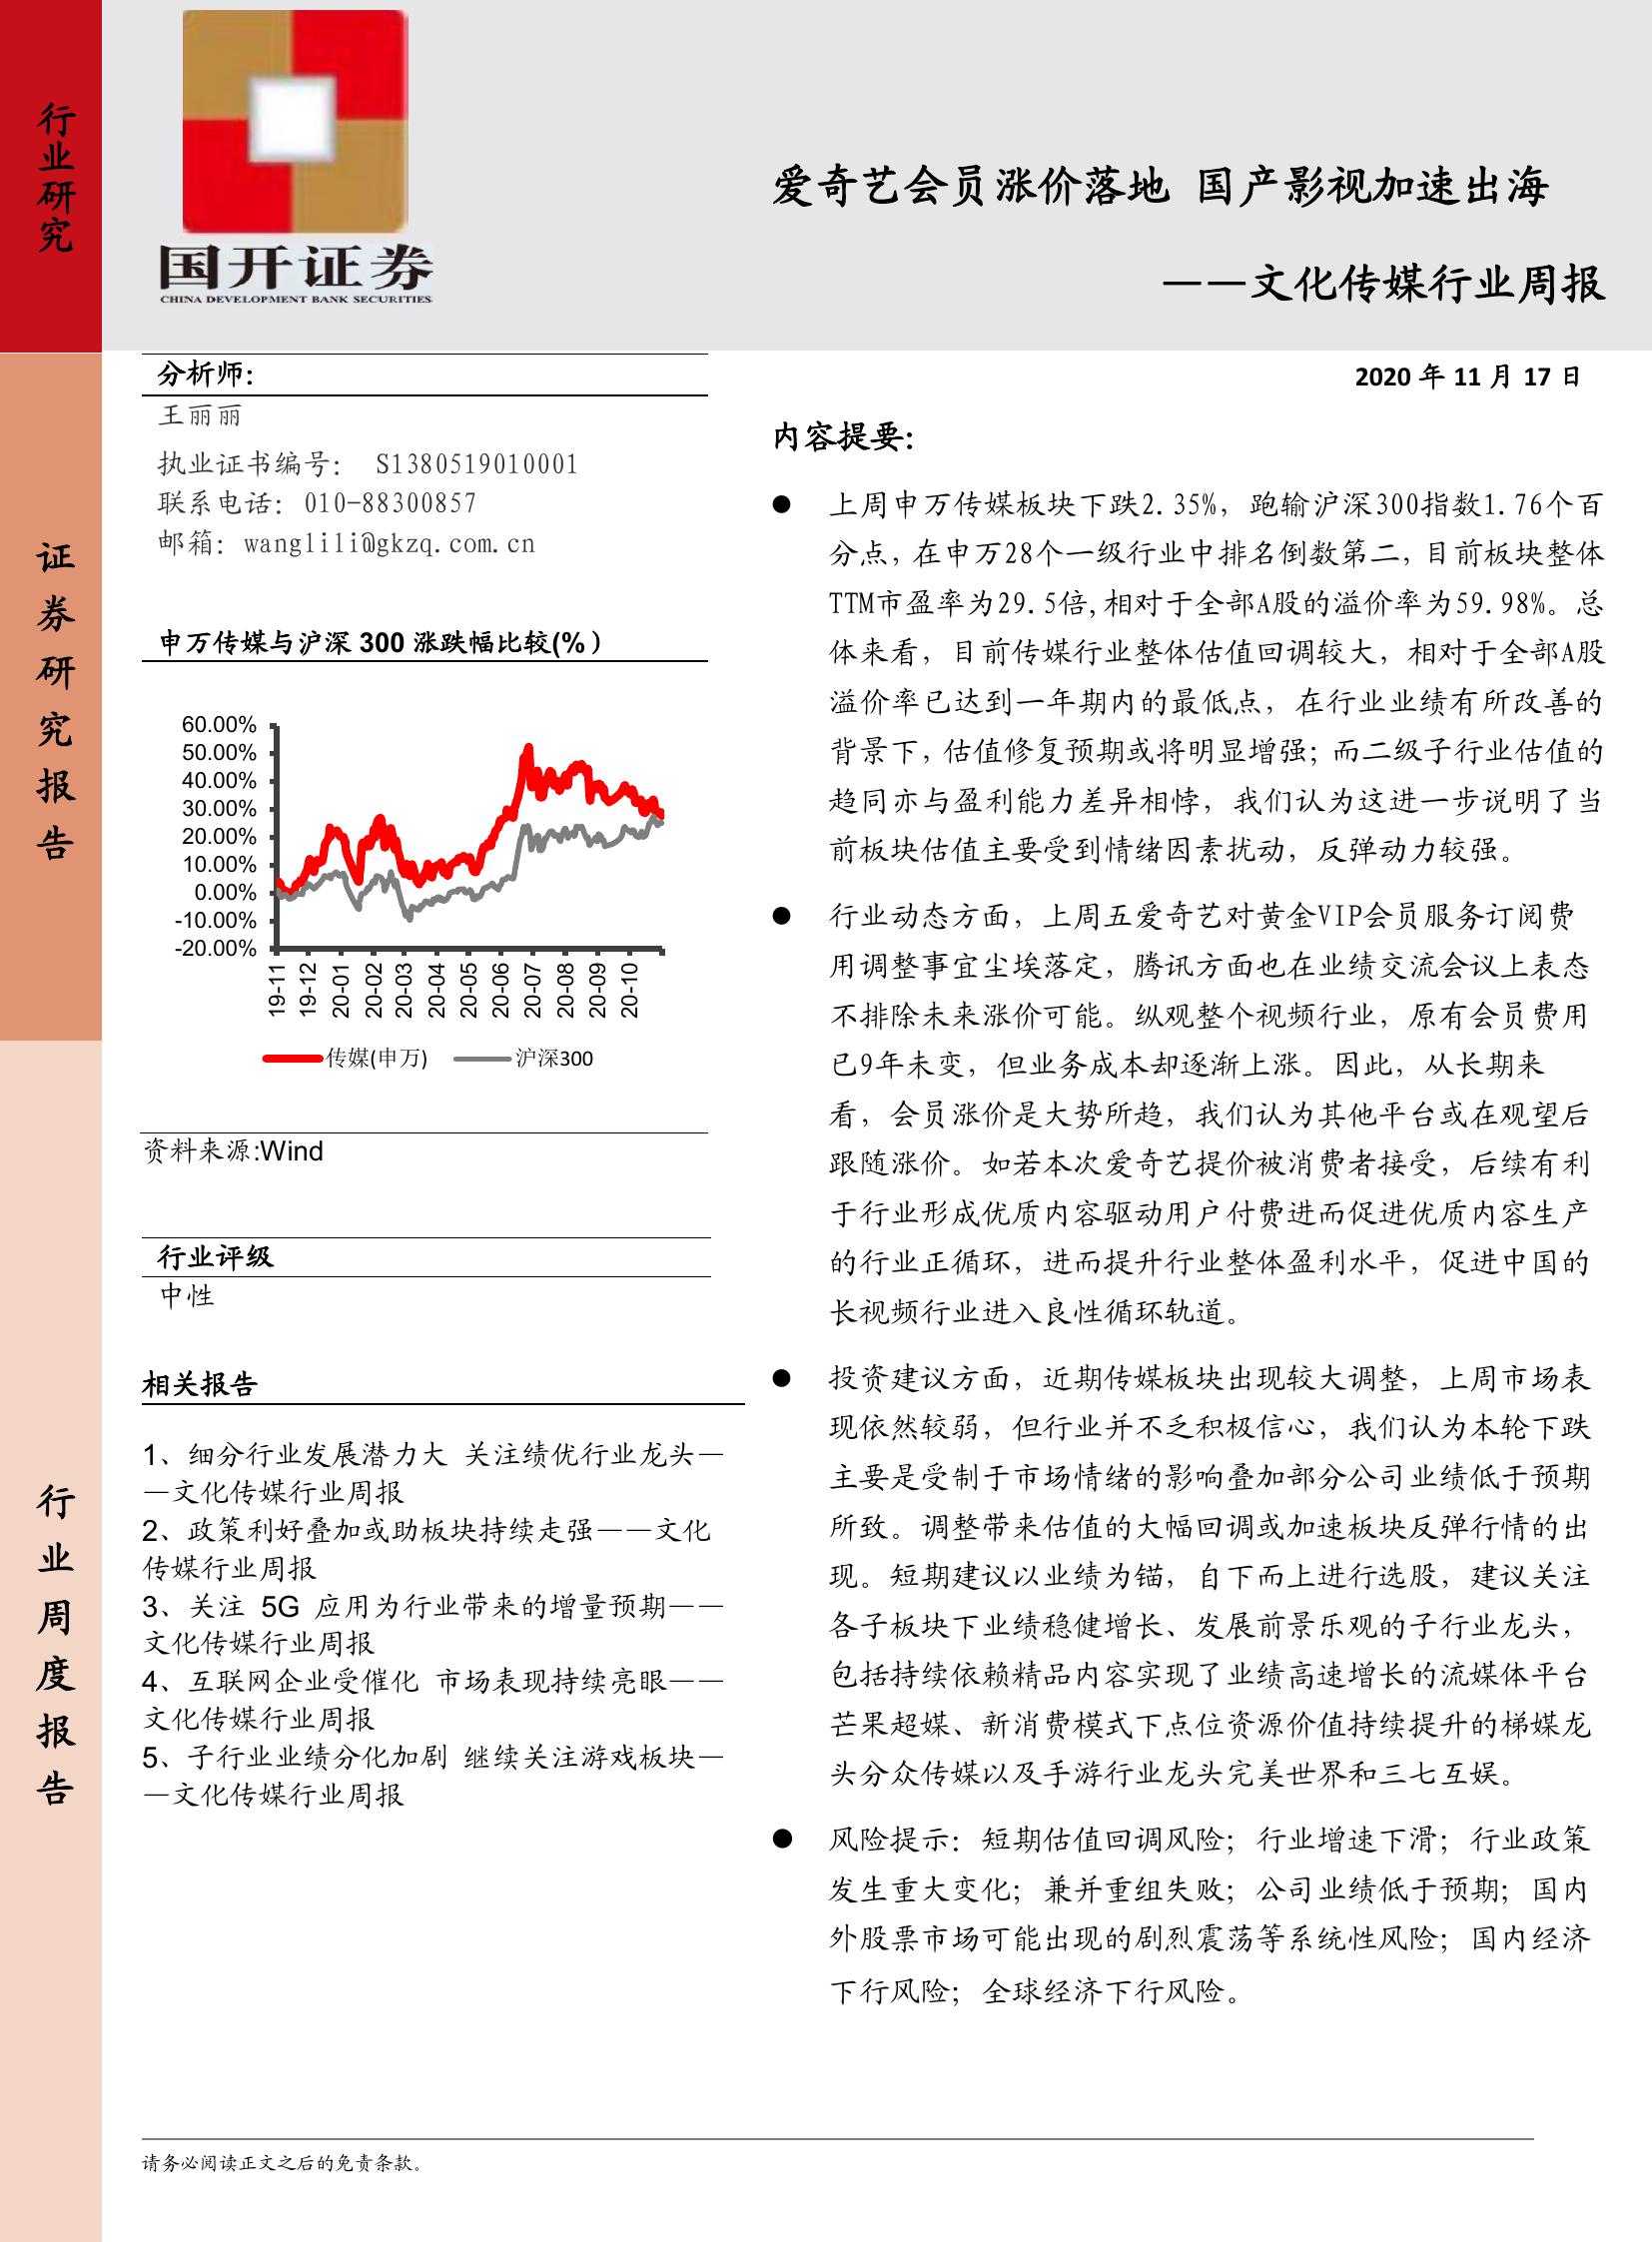 行业研究
证券研究报告
行业周度报告
国开证券
CHINA DEVELOPMENT BANK SECURITIES
爱奇艺会员涨价落地 国产影视加速出海
——文化传媒行业周报
分析师:
王丽丽
执业证书编号: S1380519010001
联系电话: 010-88300857
邮箱: wanglili@gkzq.com.cn
申万传媒与沪深 300 涨跌幅比较(%)
60.00%
50.00%
40.00%
30.00%
20.00%
10.00%
0.00%
-10.00%
-20.00%
19-11
19-12
20-01
20-02
20-03
20-04
20-05
20-06
20-07
20-08
20-09
20-10
传媒(申万) 沪深300
资料来源:Wind
行业评级
中性
相关报告
1、细分行业发展潜力大 关注绩优行业龙头—
—文化传媒行业周报
2、政策利好叠加或助板块持续走强——文化
传媒行业周报
3、关注 5G 应用为行业带来的增量预期——
文化传媒行业周报
4、互联网企业受催化 市场表现持续亮眼——
文化传媒行业周报
5、子行业业绩分化加剧 继续关注游戏板块—
—文化传媒行业周报
2020 年 11 月 17 日
内容提要:
● 上周申万传媒板块下跌2.35%，跑输沪深300指数1.76个百
分点，在申万28个一级行业中排名倒数第二，目前板块整体
TTM市盈率为29.5倍,相对于全部A股的溢价率为59.98%。总
体来看，目前传媒行业整体估值回调较大，相对于全部A股
溢价率已达到一年期内的最低点，在行业业绩有所改善的
背景下，估值修复预期或将明显增强；而二级子行业估值的
趋同亦与盈利能力差异相悖，我们认为这进一步说明了当
前板块估值主要受到情绪因素扰动，反弹动力较强。
● 行业动态方面，上周五爱奇艺对黄金VIP会员服务订阅费
用调整事宜尘埃落定，腾讯方面也在业绩交流会议上表态
不排除未来涨价可能。纵观整个视频行业，原有会员费用
已9年未变，但业务成本却逐渐上涨。因此，从长期来
看，会员涨价是大势所趋，我们认为其他平台或在观望后
跟随涨价。如若本次爱奇艺提价被消费者接受，后续有利
于行业形成优质内容驱动用户付费进而促进优质内容生产
的行业正循环，进而提升行业整体盈利水平，促进中国的
长视频行业进入良性循环轨道。
● 投资建议方面，近期传媒板块出现较大调整，上周市场表
现依然较弱，但行业并不乏积极信心，我们认为本轮下跌
主要是受制于市场情绪的影响叠加部分公司业绩低于预期
所致。调整带来估值的大幅回调或加速板块反弹行情的出
现。短期建议以业绩为锚，自下而上进行选股，建议关注
各子板块下业绩稳健增长、发展前景乐观的子行业龙头，
包括持续依赖精品内容实现了业绩高速增长的流媒体平台
芒果超媒、新消费模式下点位资源价值持续提升的梯媒龙
头分众传媒以及手游行业龙头完美世界和三七互娱。
● 风险提示：短期估值回调风险；行业增速下滑；行业政策
发生重大变化；兼并重组失败；公司业绩低于预期；国内
外股票市场可能出现的剧烈震荡等系统性风险；国内经济
下行风险；全球经济下行风险。
请务必阅读正文之后的免责条款。